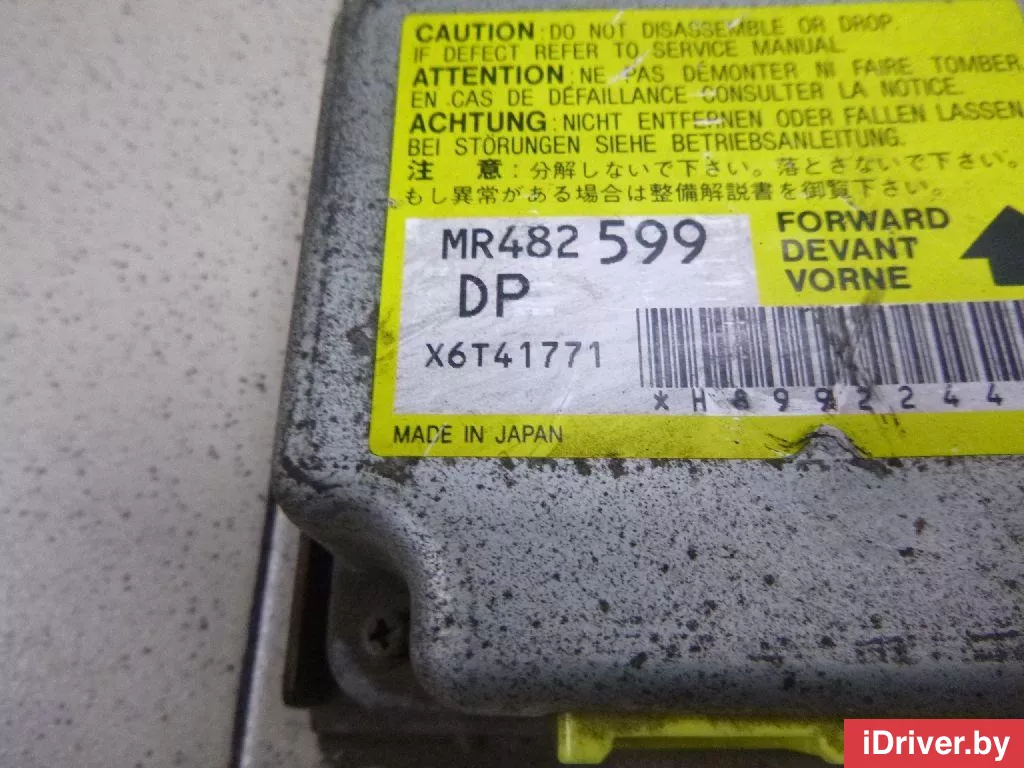 CAUTION : DO NOT DISASSEMBLE OR DROP.
IF DEFECT REFER TO SERVICE MANUAL
ATTENTION : NE PAS DÉMONTER NI FAIRE TOMBER.
EN CAS DE DÉFAILLANCE CONSULTER LA NOTICE.
ACHTUNG : NICHT ENTFERNEN ODER FALLEN LASSEN
BEI STÖRUNGEN SIEHE BETRIEBSANLEITUNG.
注 意 : 分解しないで下さい。落とさないで下さい。
もし異常がある場合は整備解説書を御覧下さい。
MR482 599
DP
X6T41771
FORWARD
DEVANT
VORNE
*H8992244
MADE IN JAPAN
iDriver.by